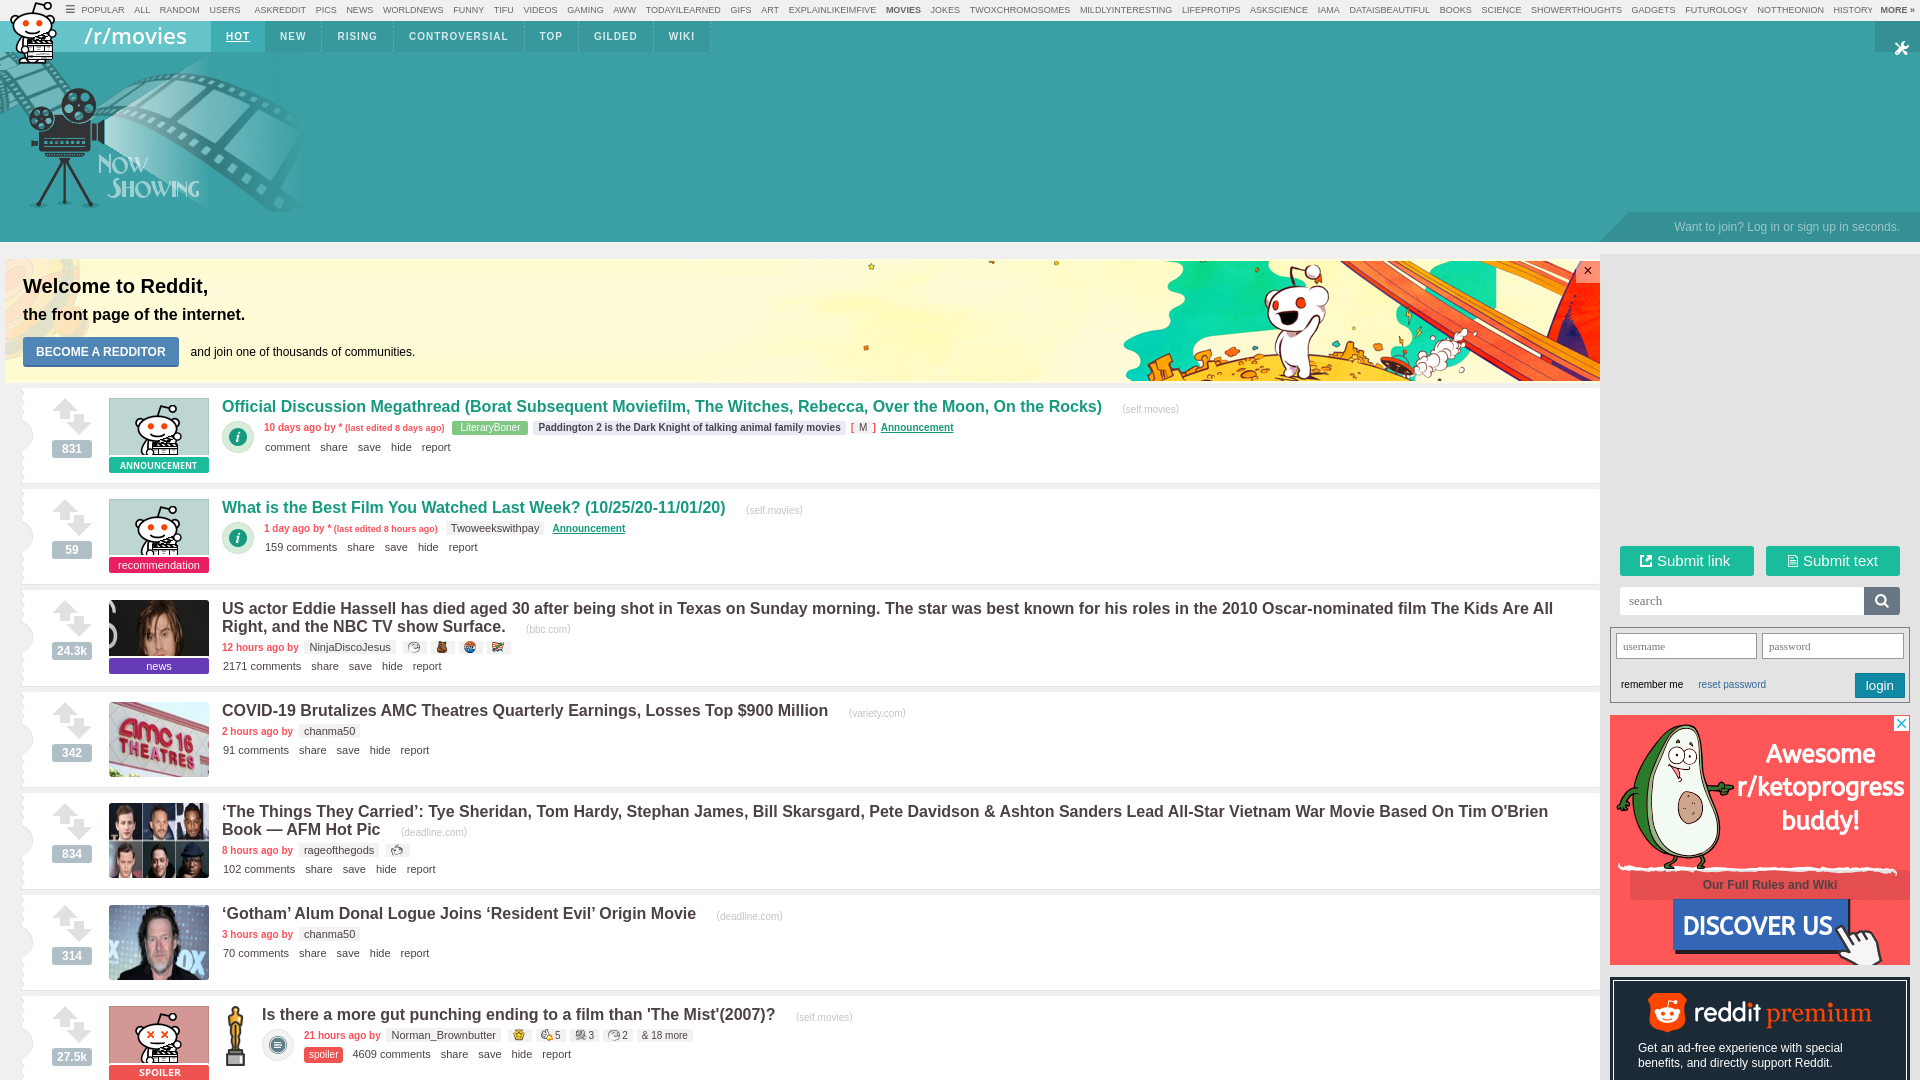 POPULAR ALL RANDOM USERS ASKREDDIT PICS NEWS WORLDNEWS FUNNY TIFU VIDEOS GAMING AWW TODAYILEARNED GIFS ART EXPLAINLIKEIMFIVE MOVIES JOKES TWOXCHROMOSOMES MILDLYINTERESTING LIFEPROTIPS ASKSCIENCE IAMA DATAISBEAUTIFUL BOOKS SCIENCE SHOWERTHOUGHTS GADGETS FUTUROLOGY NOTTHEONION HISTORY MORE »
/r/movies HOT NEW RISING CONTROVERSIAL TOP GILDED WIKI
NOW
SHOWING
Want to join? Log in or sign up in seconds.
Welcome to Reddit,
the front page of the internet.
BECOME A REDDITOR and join one of thousands of communities.
×
831
ANNOUNCEMENT
Official Discussion Megathread (Borat Subsequent Moviefilm, The Witches, Rebecca, Over the Moon, On the Rocks) (self.movies)
10 days ago by * (last edited 8 days ago) LiteraryBoner Paddington 2 is the Dark Knight of talking animal family movies [ M ] Announcement
comment share save hide report
59
recommendation
What is the Best Film You Watched Last Week? (10/25/20-11/01/20) (self.movies)
1 day ago by * (last edited 8 hours ago) Twoweekswithpay Announcement
159 comments share save hide report
24.3k
news
US actor Eddie Hassell has died aged 30 after being shot in Texas on Sunday morning. The star was best known for his roles in the 2010 Oscar-nominated film The Kids Are All
Right, and the NBC TV show Surface. (bbc.com)
12 hours ago by NinjaDiscoJesus
2171 comments share save hide report
342
amc 16
THEATRES
COVID-19 Brutalizes AMC Theatres Quarterly Earnings, Losses Top $900 Million (variety.com)
2 hours ago by chanma50
91 comments share save hide report
834
‘The Things They Carried’: Tye Sheridan, Tom Hardy, Stephan James, Bill Skarsgard, Pete Davidson & Ashton Sanders Lead All-Star Vietnam War Movie Based On Tim O'Brien
Book — AFM Hot Pic (deadline.com)
8 hours ago by rageofthegods
102 comments share save hide report
314
‘Gotham’ Alum Donal Logue Joins ‘Resident Evil’ Origin Movie (deadline.com)
3 hours ago by chanma50
70 comments share save hide report
27.5k
SPOILER
Is there a more gut punching ending to a film than 'The Mist'(2007)? (self.movies)
21 hours ago by Norman_Brownbutter 5 3 2 & 18 more
spoiler 4609 comments share save hide report
Submit link Submit text
search
username password
remember me reset password login
Awesome
r/ketoprogress
buddy!
Our Full Rules and Wiki
DISCOVER US
reddit premium
Get an ad-free experience with special
benefits, and directly support Reddit.